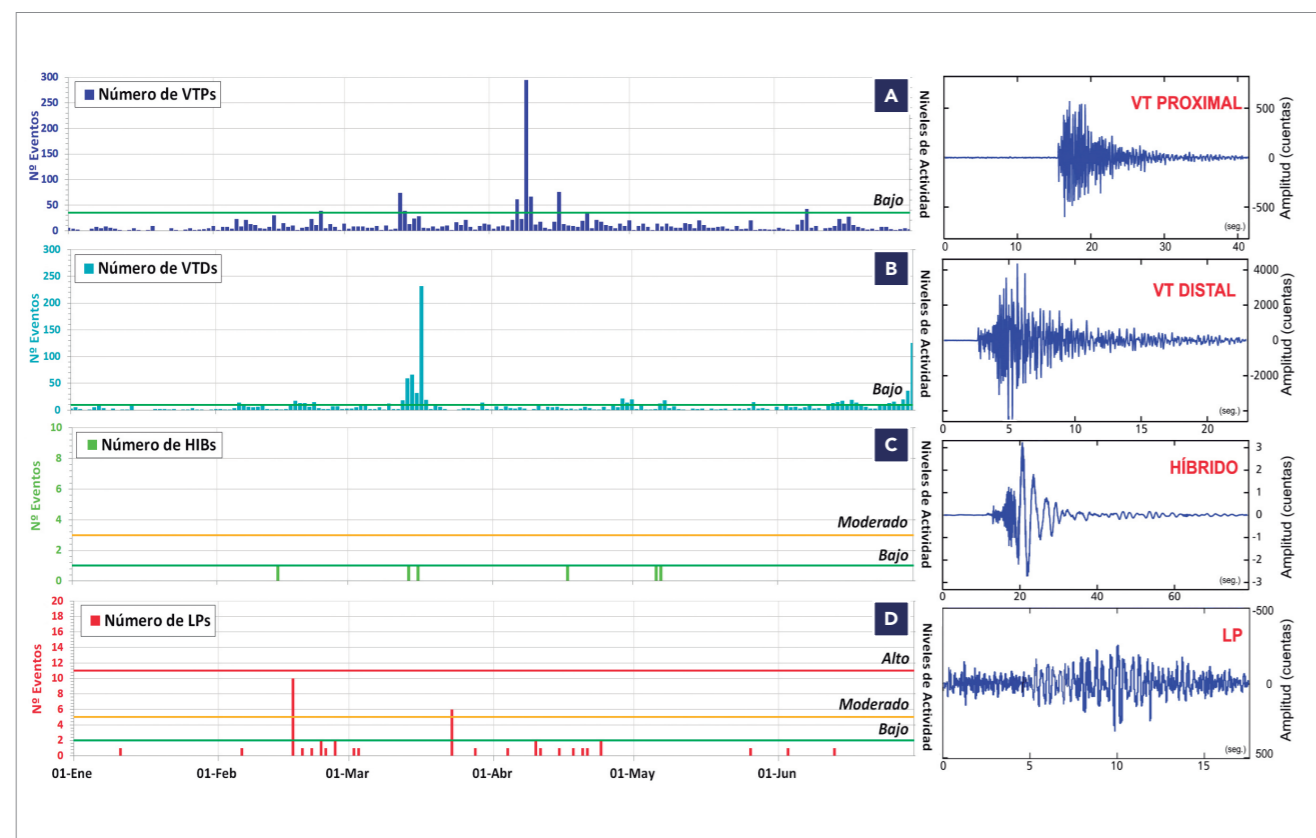 Número de VTPs
A
300
250
200
150
100
50
0
Nº Eventos
Bajo
Niveles de Actividad
VT PROXIMAL
500
0
-500
Amplitud (cuentas)
(seg.)
0 10 20 30 40
Número de VTDs
B
300
250
200
150
100
50
0
Nº Eventos
Bajo
Niveles de Actividad
VT DISTAL
4000
2000
0
-2000
Amplitud (cuentas)
(seg.)
0 5 10 15 20
Número de HIBs
C
10
8
6
4
2
0
Nº Eventos
Moderado
Bajo
Niveles de Actividad
HÍBRIDO
3
2
1
0
-1
-2
-3
Amplitud (cuentas)
(seg.)
0 20 40 60
Número de LPs
D
20
18
16
14
12
10
8
6
4
2
0
Nº Eventos
Alto
Moderado
Bajo
01-Ene 01-Feb 01-Mar 01-Abr 01-May 01-Jun
Niveles de Actividad
LP
-500
0
500
Amplitud (cuentas)
0 5 10 15